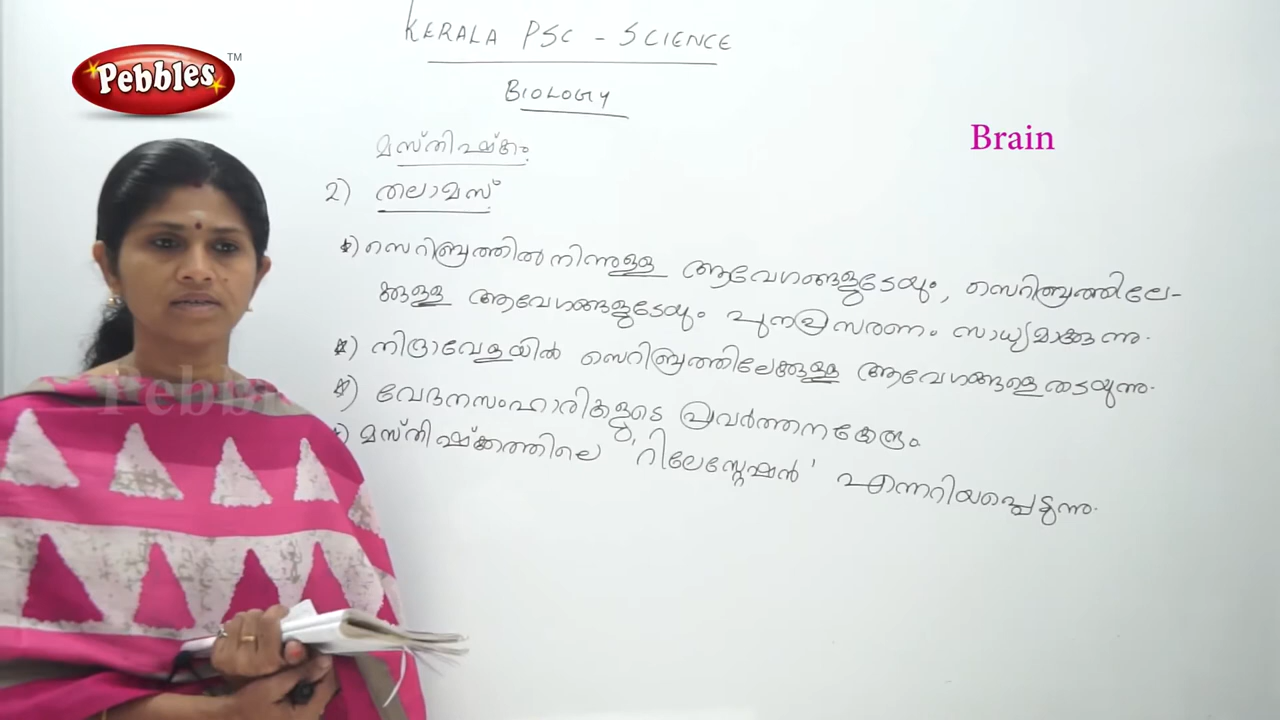 KERALA PSC - SCIENCE
Pebbles TM
BIOLOGY
Brain
മസ്തിഷ്കം
2) തലാമസ്
*) സെറിബ്രത്തിൽ നിന്നുള്ള ആവേഗങ്ങളുടേയും, സെറിബ്രത്തിലേ-
ക്കുള്ള ആവേഗങ്ങളുടേയും പുനഃപ്രസരണം സാധ്യമാക്കുന്നു.
*) നിദ്രാവേളയിൽ സെറിബ്രത്തിലേക്കുള്ള ആവേഗങ്ങളെ തടയുന്നു.
*) വേദനസംഹാരികളുടെ പ്രവർത്തനകേന്ദ്രം
*) മസ്തിഷ്ക്കത്തിലെ 'റിലേസ്റ്റേഷൻ' എന്നറിയപ്പെടുന്നു.